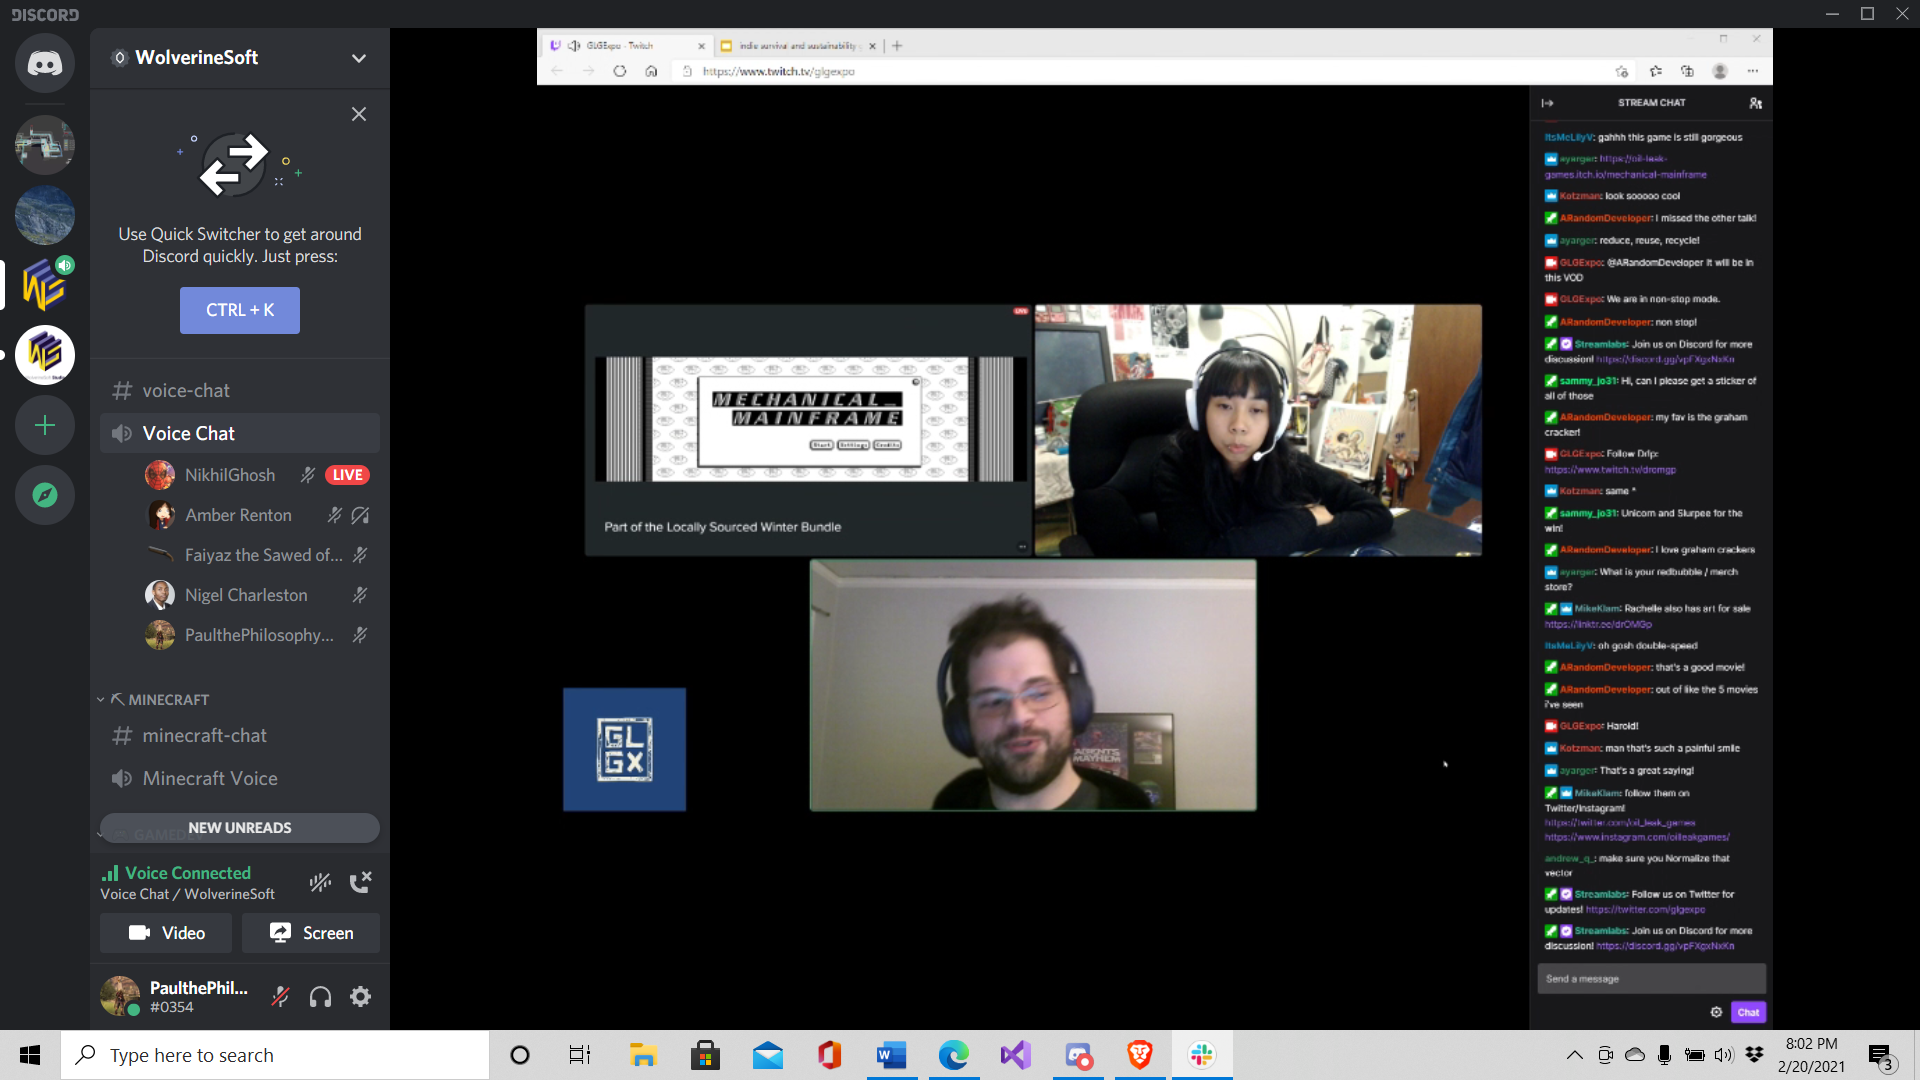 DISCORD
WolverineSoft
Use Quick Switcher to get around
Discord quickly. Just press:
CTRL + K
voice-chat
Voice Chat
NikhilGhosh
LIVE
Amber Renton
Faiyaz the Sawed of...
Nigel Charleston
PaulthePhilosophy...
MINECRAFT
minecraft-chat
Minecraft Voice
NEW UNREADS
Voice Connected
Voice Chat / WolverineSoft
Video
Screen
PaulthePhil...
#0354
GLGExpo - Twitch
indie survival and sustainability
https://www.twitch.tv/glgexpo
LIVE
MECHANICAL_
MAINFRAME
Start
Settings
Credits
Part of the Locally Sourced Winter Bundle
GL
GX
AGENTS
MAYHEM
STREAM CHAT
ItsMeLilyV: gahhh this game is still gorgeous
ayarger: https://oil-leak-
games.itch.io/mechanical-mainframe
Kotzman: look sooooo cool
ARandomDeveloper: I missed the other talk!
ayarger: reduce, reuse, recycle!
GLGExpo: @ARandomDeveloper It will be in
this VOD
GLGExpo: We are in non-stop mode.
ARandomDeveloper: non stop!
Streamlabs: Join us on Discord for more
discussion! https://discord.gg/vpFXgxNxKn
sammy_jo31: Hi, can I please get a sticker of
all of those
ARandomDeveloper: my fav is the graham
cracker!
GLGExpo: Follow Drip:
https://www.twitch.tv/dromgp
Kotzman: same *
sammy_jo31: Unicorn and Slurpee for the
win!
ARandomDeveloper: I love graham crackers
ayarger: What is your redbubble / merch
store?
MikeKlam: Rachelle also has art for sale
https://linktr.ee/drOMGp
ItsMeLilyV: oh gosh double-speed
ARandomDeveloper: that's a good movie!
ARandomDeveloper: out of like the 5 movies
i've seen
GLGExpo: Harold!
Kotzman: man that's such a painful smile
ayarger: That's a great saying!
MikeKlam: follow them on
Twitter/Instagram!
https://twitter.com/oil_leak_games
https://www.instagram.com/oilleakgames/
andrew_q_: make sure you Normalize that
vector
Streamlabs: Follow us on Twitter for
updates! https://twitter.com/glgexpo
Streamlabs: Join us on Discord for more
discussion! https://discord.gg/vpFXgxNxKn
Send a message
Chat
Type here to search
8:02 PM
2/20/2021
3